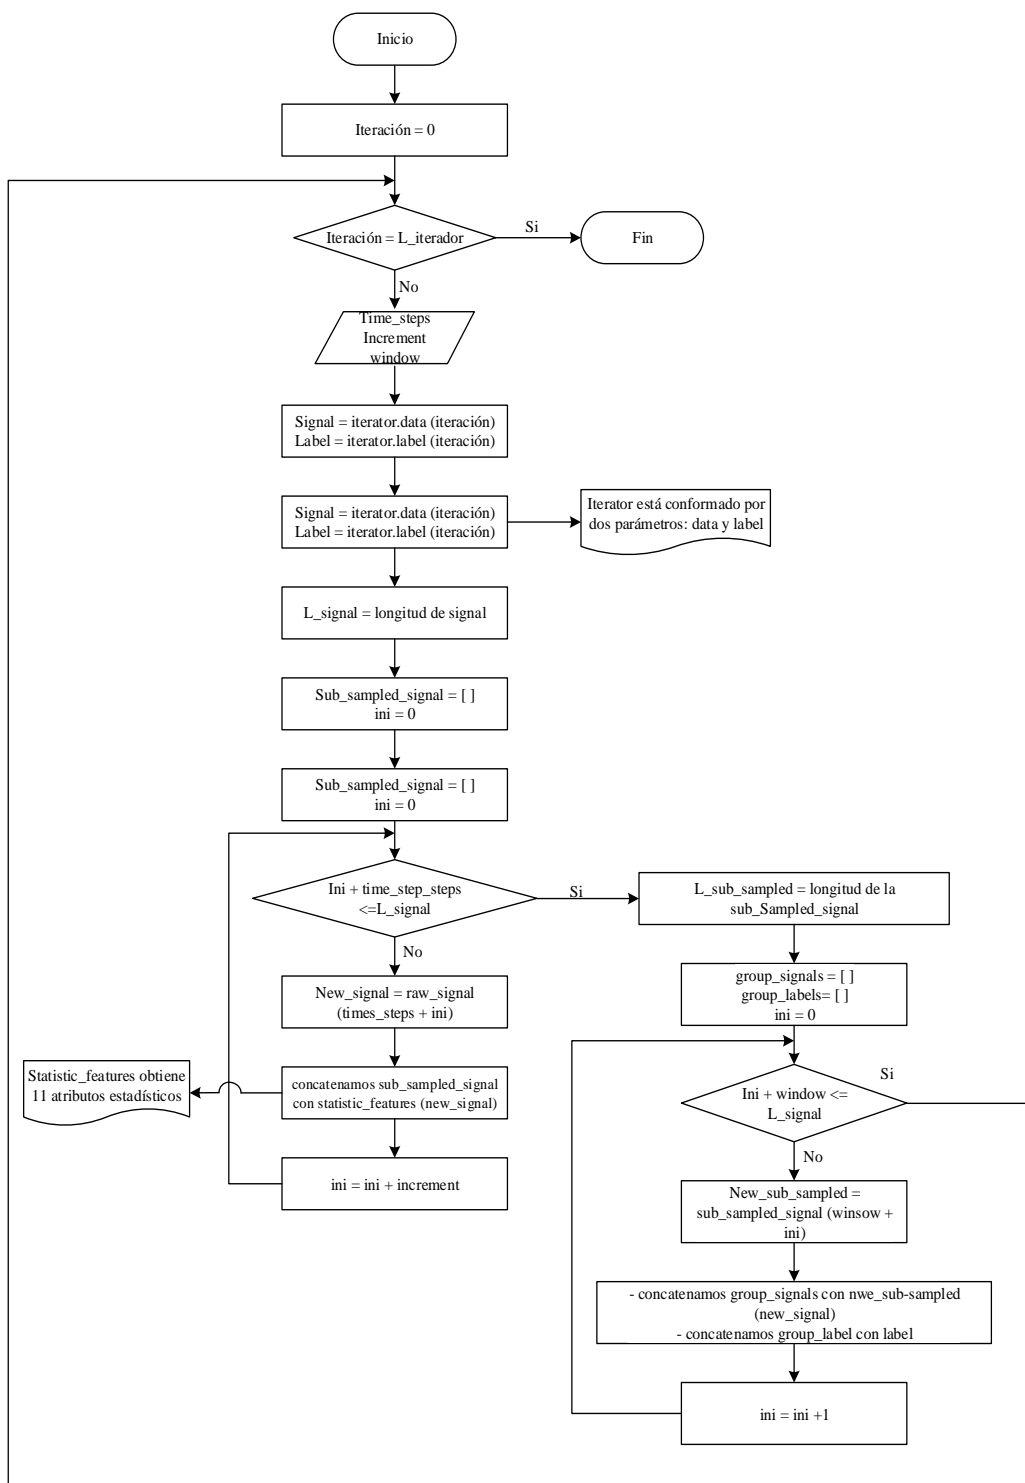 Inicio
Iteración = 0
Iteración = L_iterador
Si
Fin
No
Time_steps
Increment
window
Signal = iterator.data (iteración)
Label = iterator.label (iteración)
Signal = iterator.data (iteración)
Label = iterator.label (iteración)
Iterator está conformado por
dos parámetros: data y label
L_signal = longitud de signal
Sub_sampled_signal = [ ]
ini = 0
Sub_sampled_signal = [ ]
ini = 0
Ini + time_step_steps
<=L_signal
Si
No
New_signal = raw_signal
(times_steps + ini)
concatenamos sub_sampled_signal
con statistic_features (new_signal)
Statistic_features obtiene
11 atributos estadísticos
ini = ini + increment
L_sub_sampled = longitud de la
sub_Sampled_signal
group_signals = [ ]
group_labels= [ ]
ini = 0
Ini + window <=
L_signal
Si
No
New_sub_sampled =
sub_sampled_signal (winsow +
ini)
- concatenamos group_signals con nwe_sub-sampled
(new_signal)
- concatenamos group_label con label
ini = ini +1